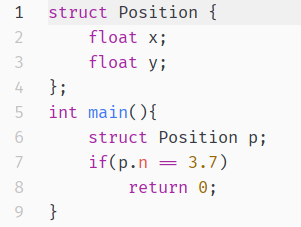 1 struct Position {
2     float x;
3     float y;
4 };
5 int main(){
6     struct Position p;
7     if(p.n == 3.7)
8         return 0;
9 }